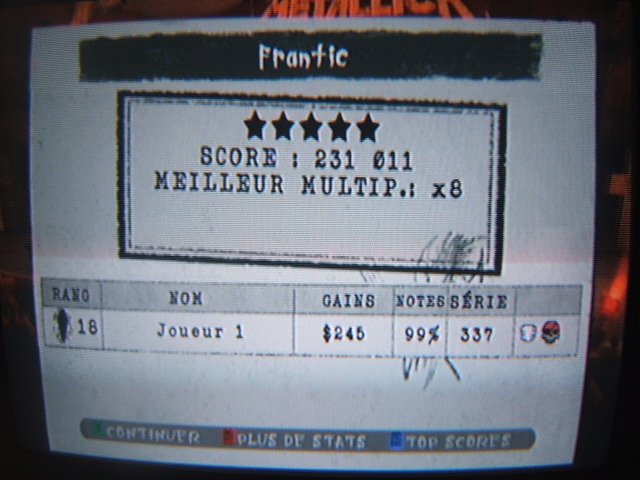 METALLICA
Frantic
SCORE : 231 011
MEILLEUR MULTIP.: x8
RANG NOM GAINS NOTES SÉRIE
18 Joueur 1 $245 99% 337
CONTINUER PLUS DE STATS TOP SCORES